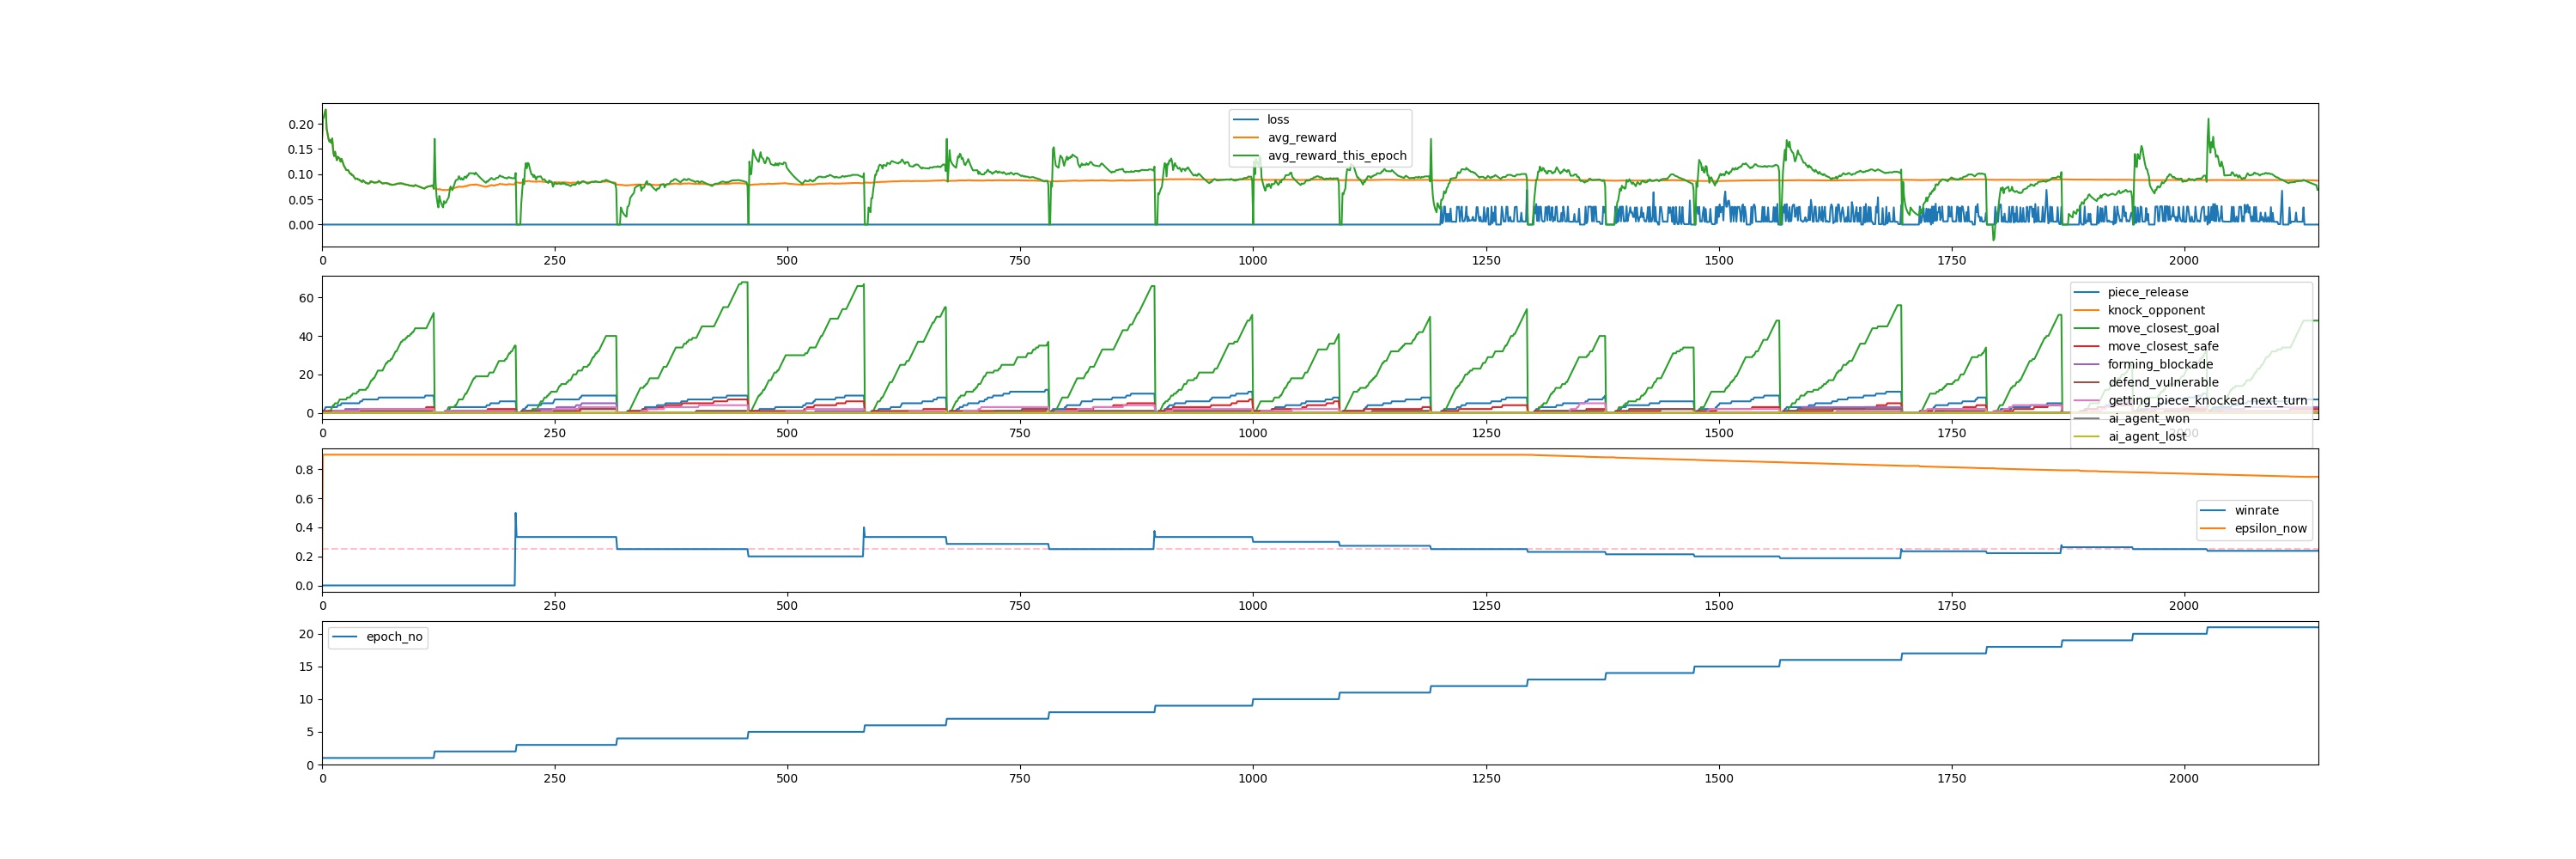 0.20
0.15
0.10
0.05
0.00
loss
avg_reward
avg_reward_this_epoch
0 250 500 750 1000 1250 1500 1750 2000
60
40
20
0
piece_release
knock_opponent
move_closest_goal
move_closest_safe
forming_blockade
defend_vulnerable
getting_piece_knocked_next_turn
ai_agent_won
ai_agent_lost
0 250 500 750 1000 1250 1500 1750 2000
0.8
0.6
0.4
0.2
0.0
winrate
epsilon_now
0 250 500 750 1000 1250 1500 1750 2000
20
15
10
5
0
epoch_no
0 250 500 750 1000 1250 1500 1750 2000